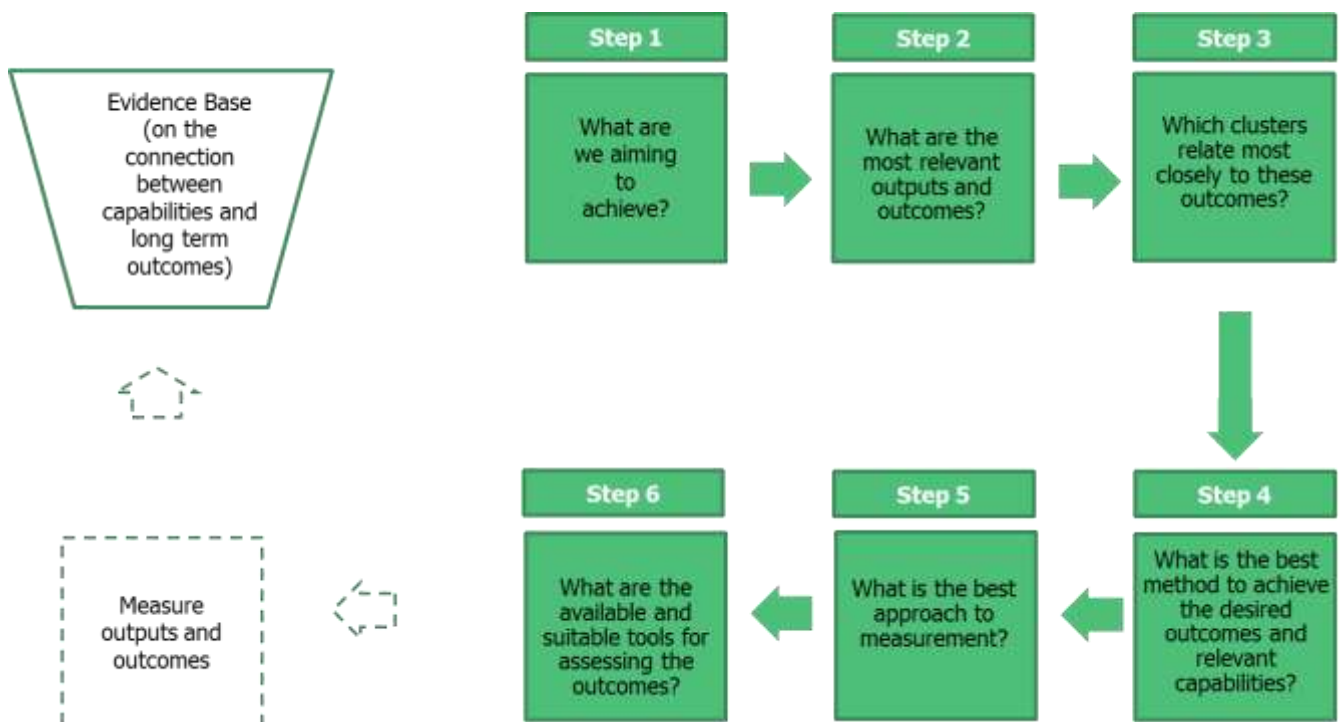 Evidence Base
(on the
connection
between
capabilities and
long term
outcomes)
Step 1
What are
we aiming
to
achieve?
Step 2
What are the
most relevant
outputs and
outcomes?
Step 3
Which clusters
relate most
closely to these
outcomes?
Step 4
What is the best
method to achieve
the desired
outcomes and
relevant
capabilities?
Step 5
What is the best
approach to
measurement?
Step 6
What are the
available and
suitable tools for
assessing the
outcomes?
Measure
outputs and
outcomes